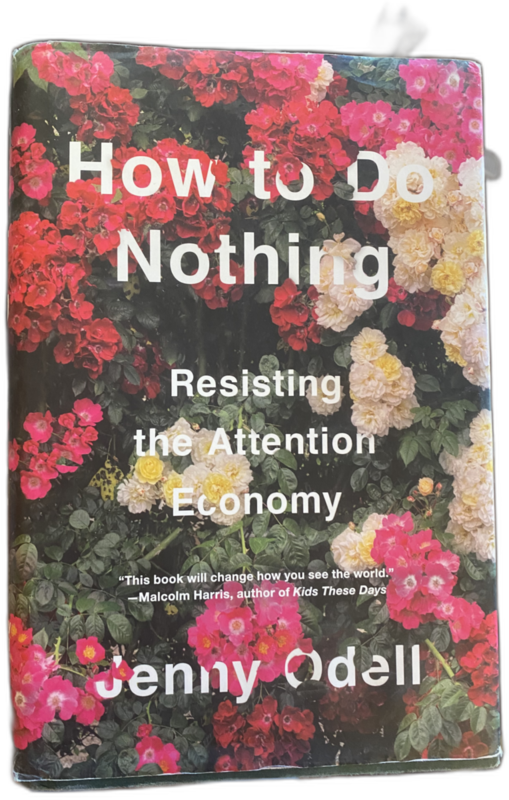 How to Do
Nothing
Resisting
the Attention
Economy
“This book will change how you see the world.”
—Malcolm Harris, author of Kids These Days
Jenny Odell